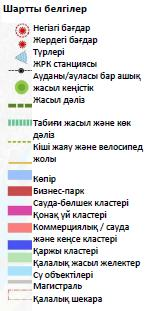 Шартты белгілер
Негізгі бағдар
Жергегі бағдар
Түрлері
ЖРК станциясы
Ауданы/ауласы бар ашық
жасыл кеңістік
Жасыл дәліз
Табиғи жасыл және көк
дәліз
Кіші жаяу және велосипед
жолы
Көпір
Бизнес-парк
Сауда-бөлшек кластері
Қонақ үй кластері
Коммерциялық / сауда
және кеңсе кластері
Қаржы кластері
Қалалық жасыл желектер
Су объектілері
Магистраль
Қалалық шекара